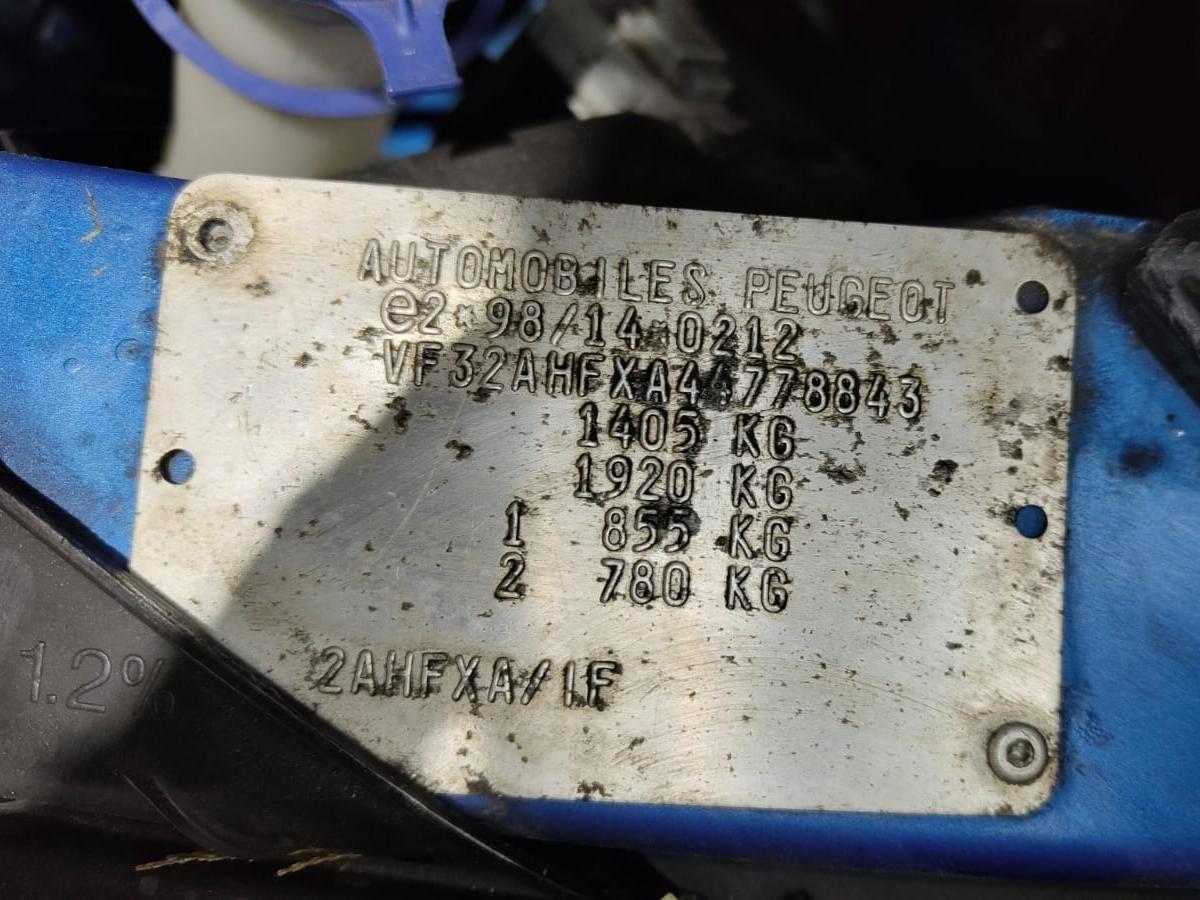 AUTOMOBILES PEUGEOT
e2*98/14*0212
VF32AHFXA44778843
1405 KG
1920 KG
1 855 KG
2 780 KG
2AHFXA/IF
1.2%